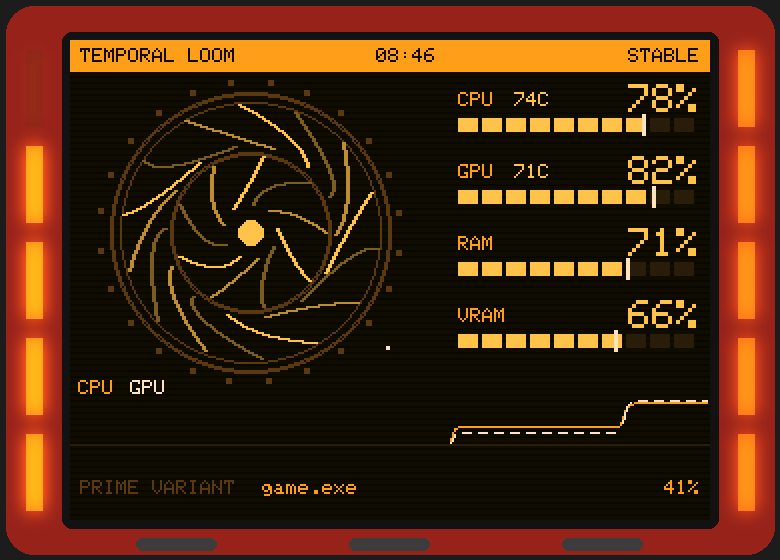 TEMPORAL LOOM 08:46 STABLE
CPU 74C 78%
GPU 71C 82%
RAM 71%
VRAM 66%
CPU GPU
PRIME VARIANT game.exe 41%